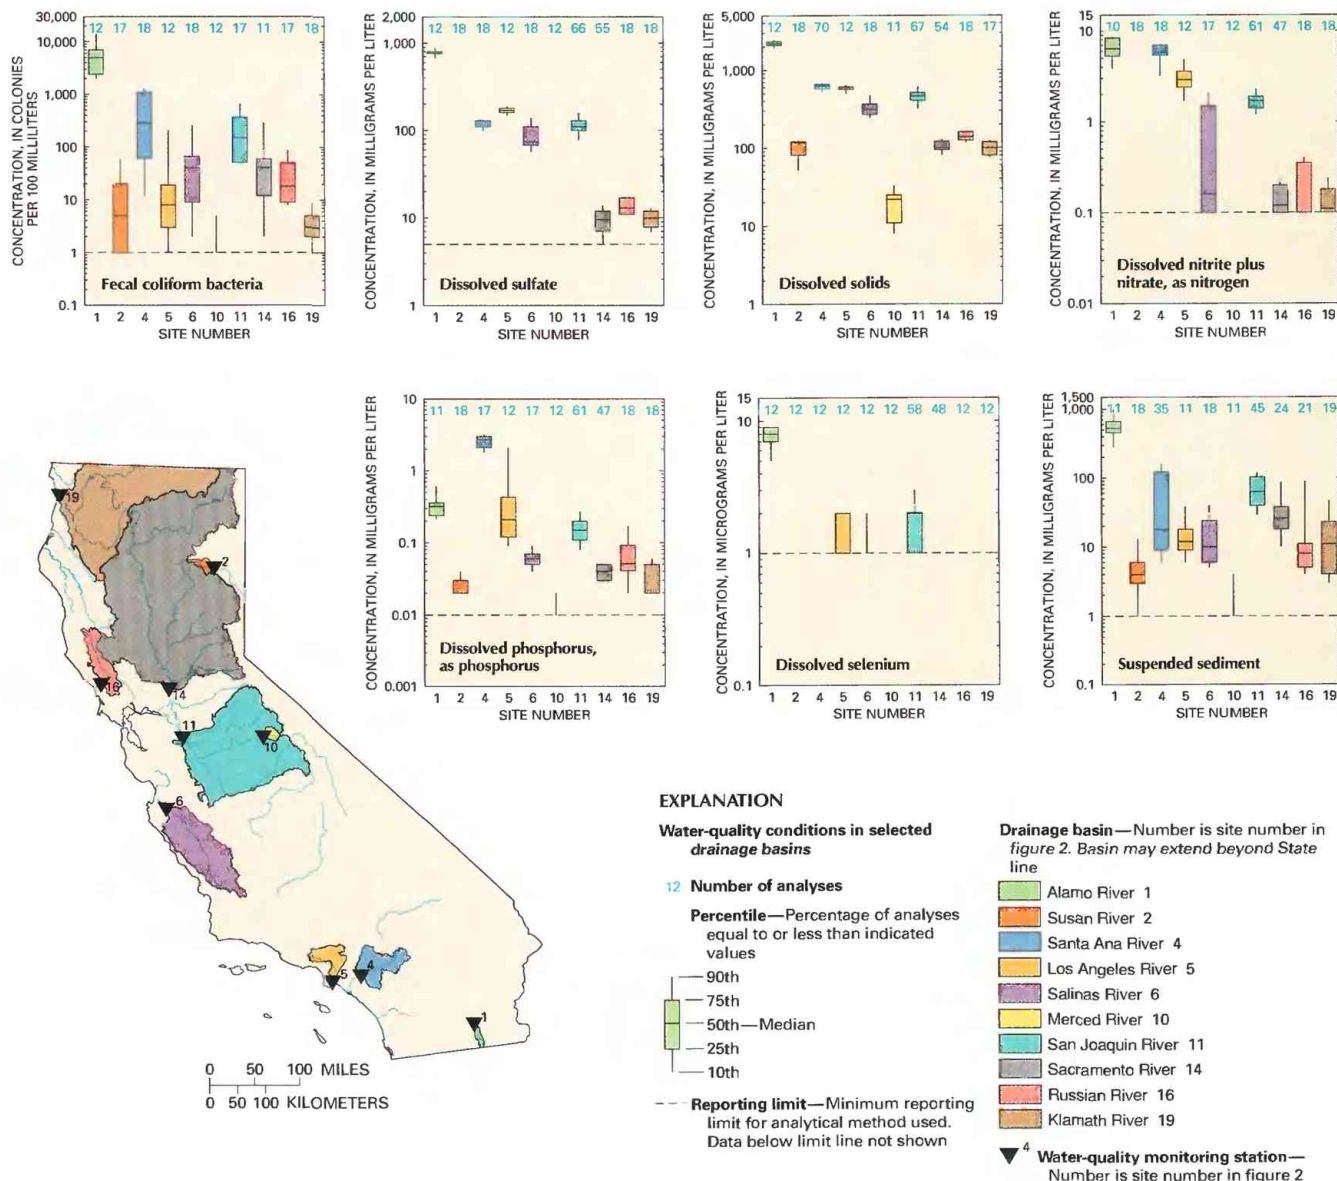 CONCENTRATION, IN COLONIES
PER 100 MILLILITERS
30,000
10,000
1,000
100
10
1
0.1
12 17 18 12 18 12 17 11 17 18
Fecal coliform bacteria
1 2 4 5 6 10 11 14 16 19
SITE NUMBER
CONCENTRATION, IN MILLIGRAMS PER LITER
2,000
1,000
100
10
1
12 18 18 12 18 12 66 55 18 18
Dissolved sulfate
1 2 4 5 6 10 11 14 16 19
SITE NUMBER
CONCENTRATION, IN MILLIGRAMS PER LITER
5,000
1,000
100
10
1
12 18 70 12 18 12 67 54 18 17
Dissolved solids
1 2 4 5 6 10 11 14 16 19
SITE NUMBER
CONCENTRATION, IN MILLIGRAMS PER LITER
15
10
1
0.1
0.01
10 18 18 12 17 12 61 47 18 18
Dissolved nitrite plus
nitrate, as nitrogen
1 2 4 5 6 10 11 14 16 19
SITE NUMBER
CONCENTRATION, IN MILLIGRAMS PER LITER
10
1
0.1
0.01
0.001
11 18 17 12 17 12 61 47 18 18
Dissolved phosphorus,
as phosphorus
1 2 4 5 6 10 11 14 16 19
SITE NUMBER
CONCENTRATION, IN MICROGRAMS PER LITER
15
10
1
0.1
12 12 12 12 12 12 58 48 12 12
Dissolved selenium
1 2 4 5 6 10 11 14 16 19
SITE NUMBER
CONCENTRATION, IN MILLIGRAMS PER LITER
1,500
1,000
100
10
1
0.1
11 18 35 11 18 11 45 24 21 19
Suspended sediment
1 2 4 5 6 10 11 14 16 19
SITE NUMBER
19
2
16
14
11
10
6
5
4
1
0 50 100 MILES
0 50 100 KILOMETERS
EXPLANATION
Water-quality conditions in selected
drainage basins
12 Number of analyses
Percentile—Percentage of analyses
equal to or less than indicated
values
90th
75th
50th—Median
25th
10th
Reporting limit—Minimum reporting
limit for analytical method used.
Data below limit line not shown
Drainage basin—Number is site number in
figure 2. Basin may extend beyond State
line
Alamo River 1
Susan River 2
Santa Ana River 4
Los Angeles River 5
Salinas River 6
Merced River 10
San Joaquin River 11
Sacramento River 14
Russian River 16
Klamath River 19
4 Water-quality monitoring station—
Number is site number in figure 2